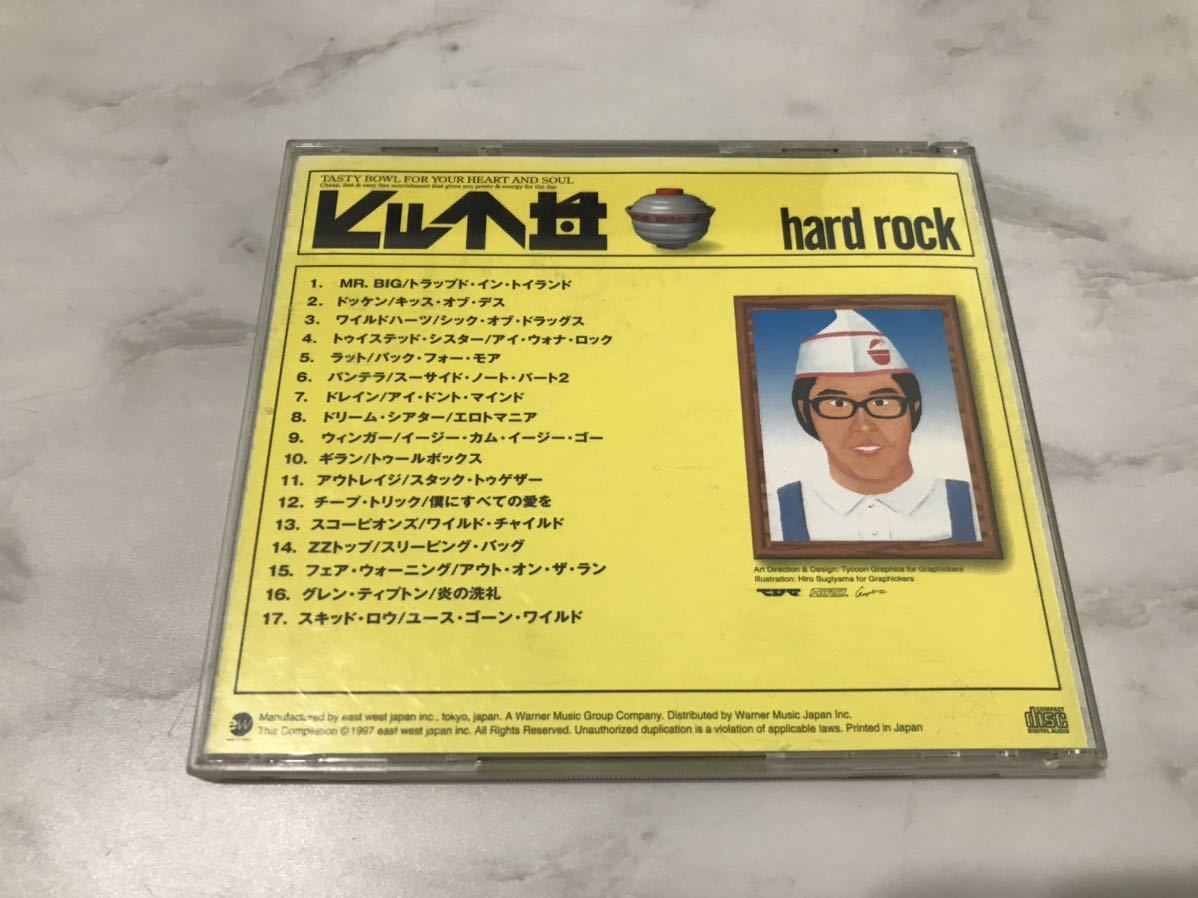 TASTY BOWL FOR YOUR HEART AND SOUL
Cheap, fast & easy fine nourishment that gives you power & energy for the day
ヒット丼
hard rock
1. MR. BIG/トラップド・イン・トイランド
2. ドッケン/キッス・オブ・デス
3. ワイルドハーツ/シック・オブ・ドラッグス
4. トゥイステッド・シスター/アイ・ウォナ・ロック
5. ラット/バック・フォー・モア
6. パンテラ/スーサイド・ノート・パート2
7. ドレイン/アイ・ドント・マインド
8. ドリーム・シアター/エロトマニア
9. ウィンガー/イージー・カム・イージー・ゴー
10. ギラン/トゥールボックス
11. アウトレイジ/スタック・トゥゲザー
12. チープ・トリック/僕にすべての愛を
13. スコーピオンズ/ワイルド・チャイルド
14. ZZトップ/スリーピング・バッグ
15. フェア・ウォーニング/アウト・オン・ザ・ラン
16. グレン・ティプトン/炎の洗礼
17. スキッド・ロウ/ユース・ゴーン・ワイルド
Art Direction & Design: Tycoon Graphics for Graphickers
Illustration: Hiro Sugiyama for Graphickers
ew
Manufactured by east west japan inc., tokyo, japan. A Warner Music Group Company. Distributed by Warner Music Japan Inc.
This Compilation © 1997 east west japan inc. All Rights Reserved. Unauthorized duplication is a violation of applicable laws. Printed in Japan
COMPACT
disc
DIGITAL AUDIO